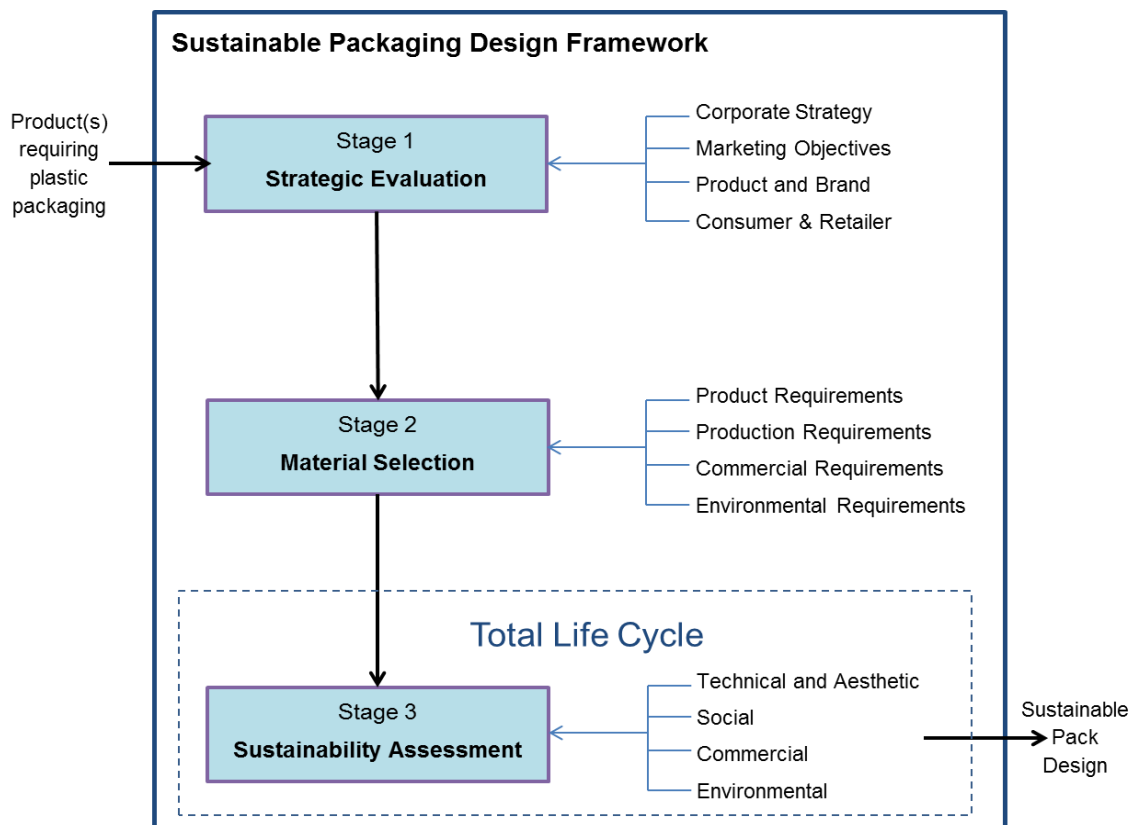 Sustainable Packaging Design Framework
Product(s)
requiring
plastic
packaging
Stage 1
Strategic Evaluation
Corporate Strategy
Marketing Objectives
Product and Brand
Consumer & Retailer
Stage 2
Material Selection
Product Requirements
Production Requirements
Commercial Requirements
Environmental Requirements
Total Life Cycle
Stage 3
Sustainability Assessment
Technical and Aesthetic
Social
Commercial
Environmental
Sustainable
Pack
Design